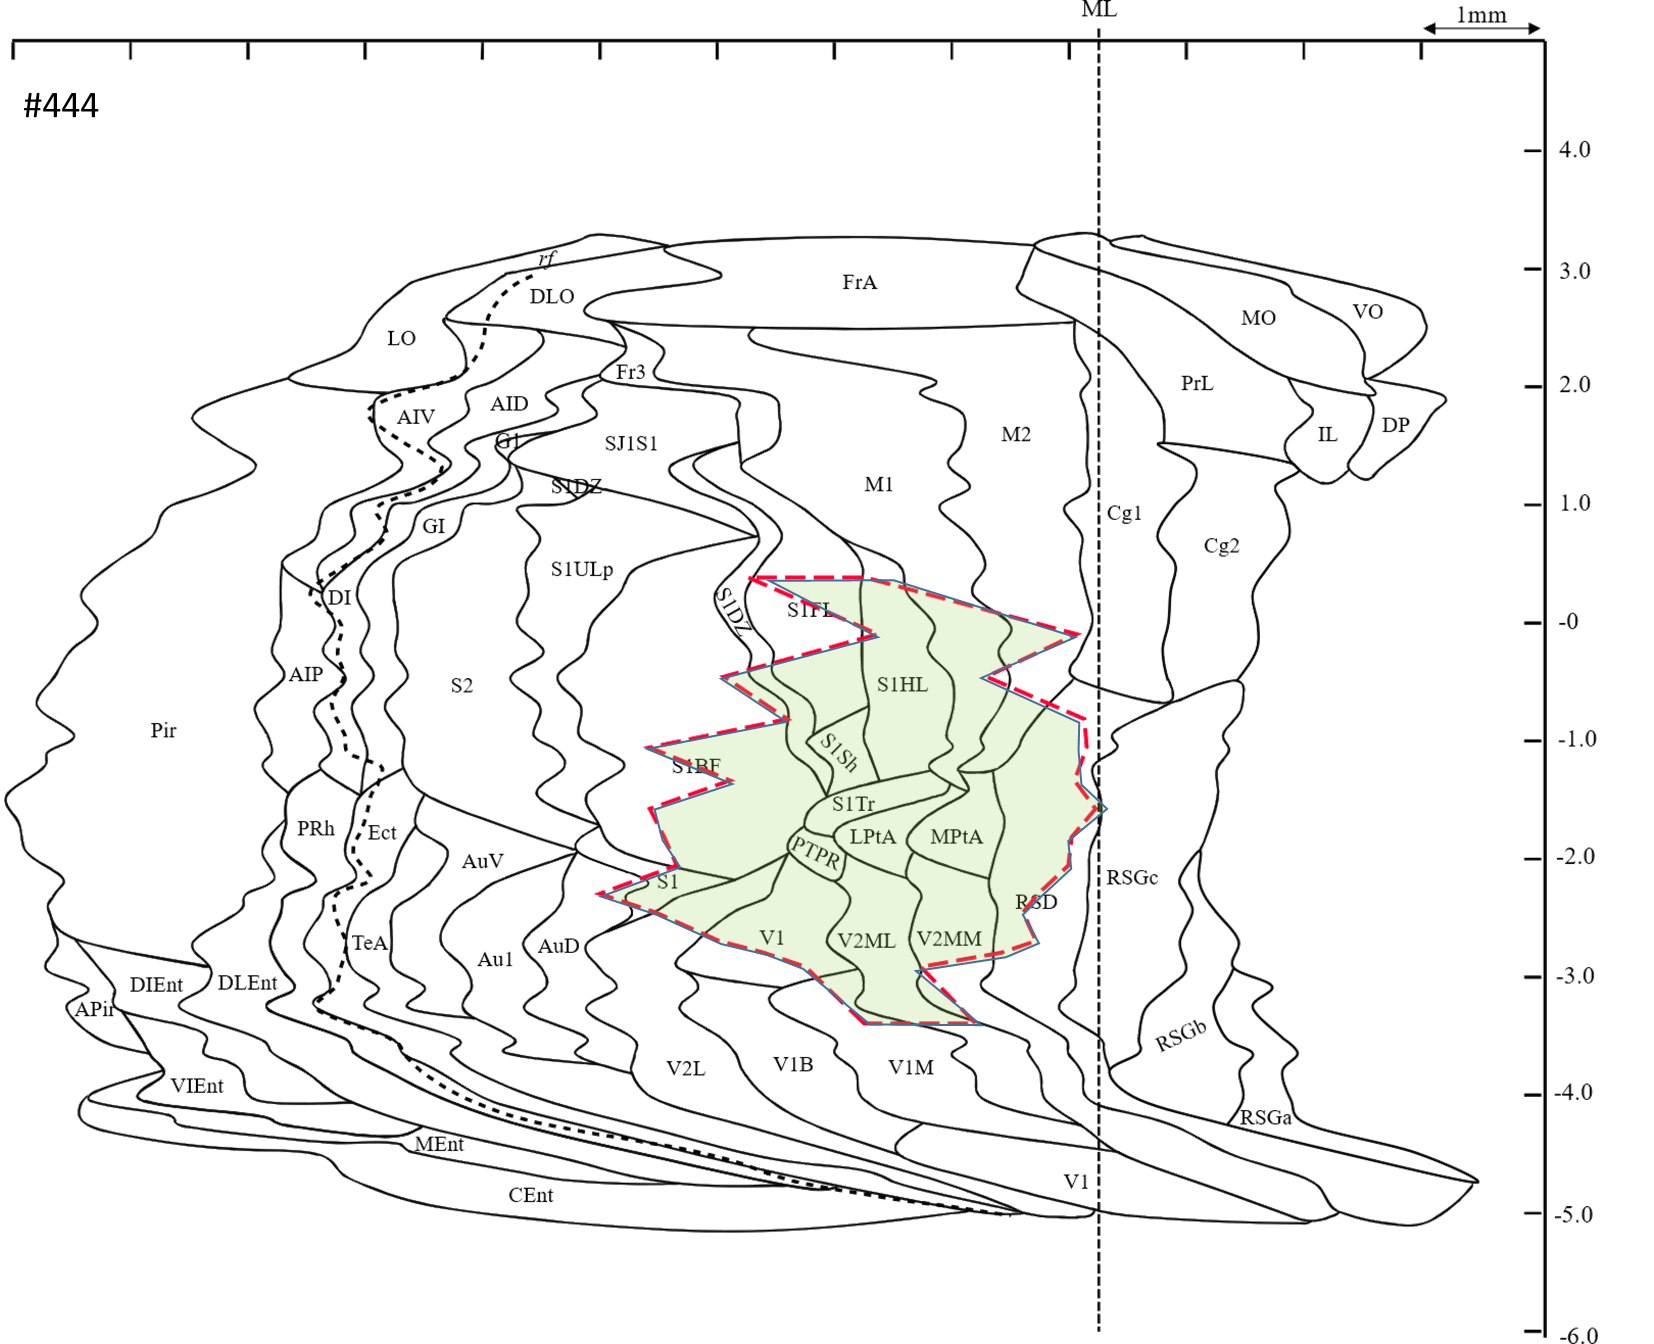 ML
1mm
#444
4.0
rf
3.0
FrA
DLO
VO
MO
LO
Fr3
PrL
2.0
AID
AIV
DP
M2
IL
G1
SJ1S1
M1
S1DZ
1.0
Cg1
GI
Cg2
S1ULp
DI
S1DZ
S1FL
-0
AIP
S2
S1HL
Pir
-1.0
S1Sh
S1BF
S1Tr
PRh
Ect
LPtA
MPtA
PTPR
-2.0
AuV
S1
RSGc
RSD
TeA
AuD
V1
V2ML
V2MM
Au1
-3.0
DIEnt
DLEnt
APir
RSGb
V2L
V1B
V1M
VIEnt
-4.0
RSGa
MEnt
V1
CEnt
-5.0
-6.0